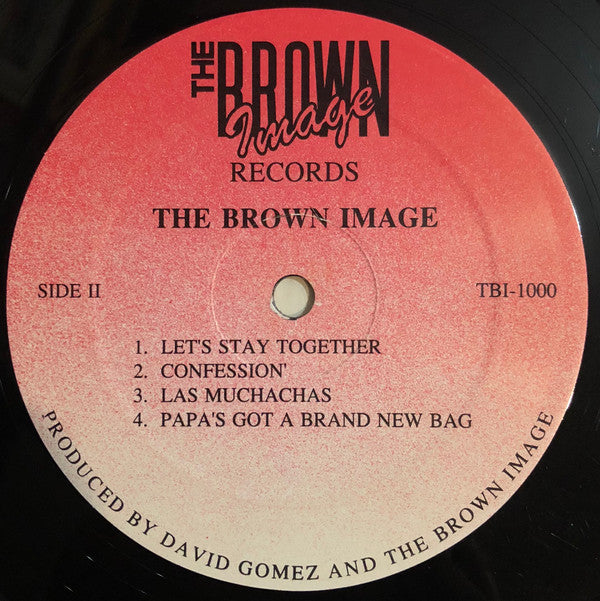 THE BROWN
Image
RECORDS
THE BROWN IMAGE
SIDE II
TBI-1000
1. LET'S STAY TOGETHER
2. CONFESSION'
3. LAS MUCHACHAS
4. PAPA'S GOT A BRAND NEW BAG
PRODUCED BY DAVID GOMEZ AND THE BROWN IMAGE